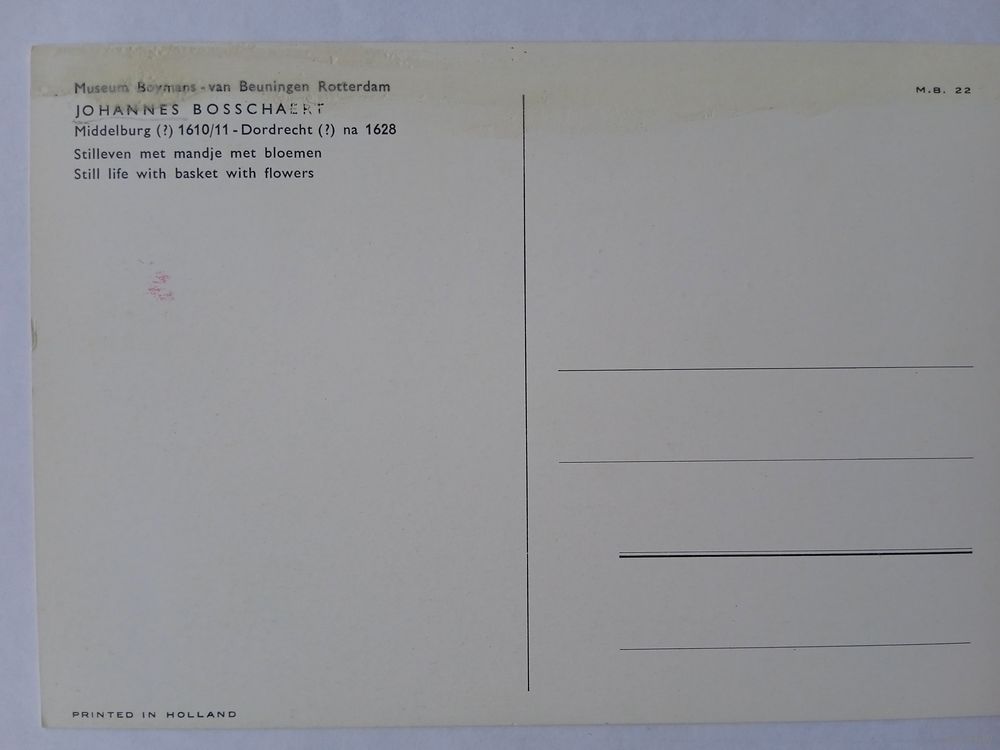 Museum Boymans-van Beuningen Rotterdam
JOHANNES BOSSCHAERT
Middelburg (?) 1610/11 - Dordrecht (?) na 1628
Stilleven met mandje met bloemen
Still life with basket with flowers
M.B. 22
PRINTED IN HOLLAND